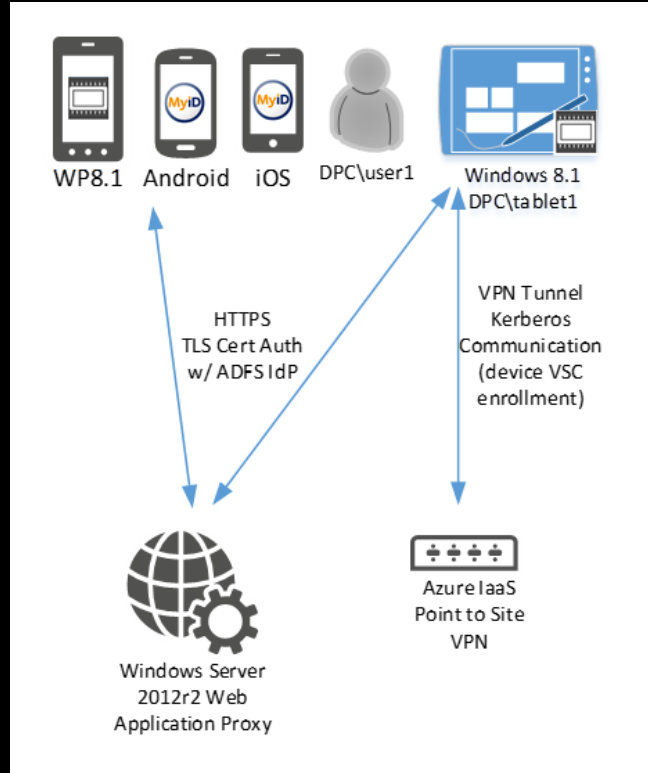 MyiD
MyiD
WP8.1 Android iOS
DPC\user1
Windows 8.1
DPC\tablet1
HTTPS
TLS Cert Auth
w/ ADFS IdP
VPN Tunnel
Kerberos
Communication
(device VSC
enrollment)
Azure IaaS
Point to Site
VPN
Windows Server
2012r2 Web
Application Proxy